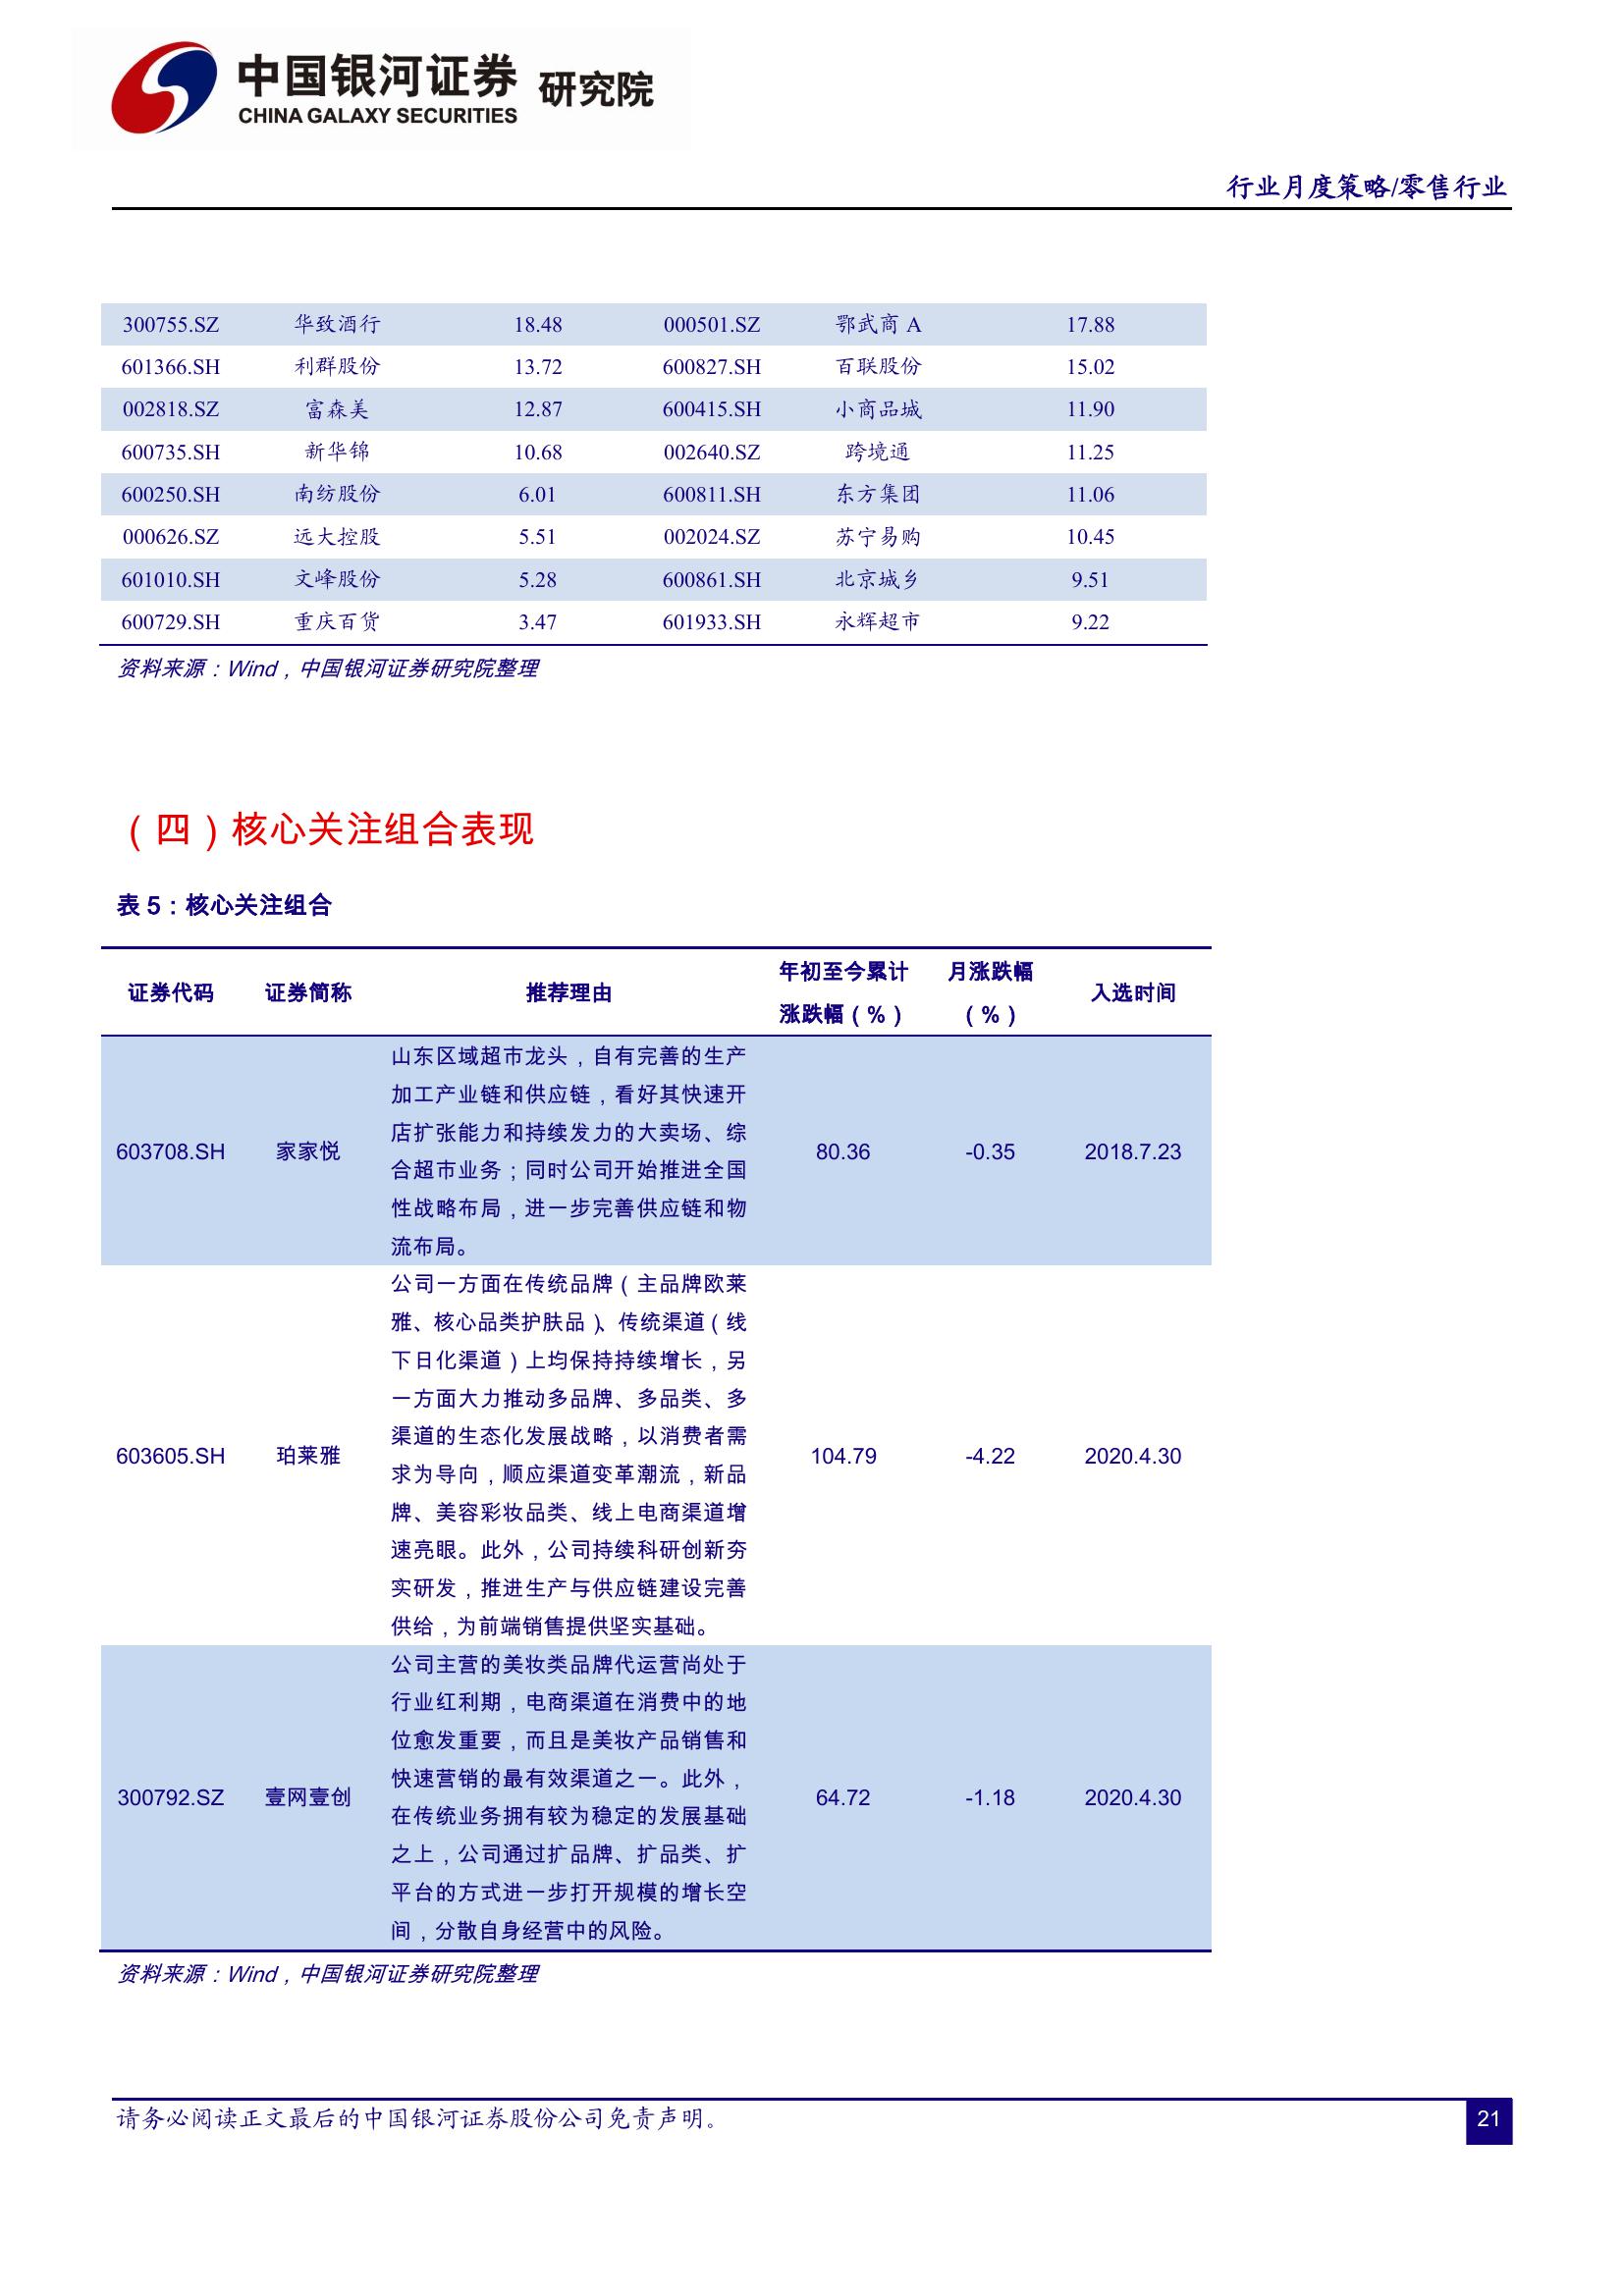 中国银河证券 研究院
CHINA GALAXY SECURITIES
行业月度策略/零售行业
300755.SZ 华致酒行 18.48 000501.SZ 鄂武商 A 17.88
601366.SH 利群股份 13.72 600827.SH 百联股份 15.02
002818.SZ 富森美 12.87 600415.SH 小商品城 11.90
600735.SH 新华锦 10.68 002640.SZ 跨境通 11.25
600250.SH 南纺股份 6.01 600811.SH 东方集团 11.06
000626.SZ 远大控股 5.51 002024.SZ 苏宁易购 10.45
601010.SH 文峰股份 5.28 600861.SH 北京城乡 9.51
600729.SH 重庆百货 3.47 601933.SH 永辉超市 9.22
资料来源：Wind，中国银河证券研究院整理
（四）核心关注组合表现
表 5：核心关注组合
证券代码 证券简称 推荐理由 年初至今累计 月涨跌幅 入选时间
涨跌幅（%） （%）
山东区域超市龙头，自有完善的生产
加工产业链和供应链，看好其快速开
店扩张能力和持续发力的大卖场、综
603708.SH 家家悦 80.36 -0.35 2018.7.23
合超市业务；同时公司开始推进全国
性战略布局，进一步完善供应链和物
流布局。
公司一方面在传统品牌（主品牌欧莱
雅、核心品类护肤品）、传统渠道（线
下日化渠道）上均保持持续增长，另
一方面大力推动多品牌、多品类、多
渠道的生态化发展战略，以消费者需
603605.SH 珀莱雅 104.79 -4.22 2020.4.30
求为导向，顺应渠道变革潮流，新品
牌、美容彩妆品类、线上电商渠道增
速亮眼。此外，公司持续科研创新夯
实研发，推进生产与供应链建设完善
供给，为前端销售提供坚实基础。
公司主营的美妆类品牌代运营尚处于
行业红利期，电商渠道在消费中的地
位愈发重要，而且是美妆产品销售和
快速营销的最有效渠道之一。此外，
300792.SZ 壹网壹创 64.72 -1.18 2020.4.30
在传统业务拥有较为稳定的发展基础
之上，公司通过扩品牌、扩品类、扩
平台的方式进一步打开规模的增长空
间，分散自身经营中的风险。
资料来源：Wind，中国银河证券研究院整理
请务必阅读正文最后的中国银河证券股份公司免责声明。
21